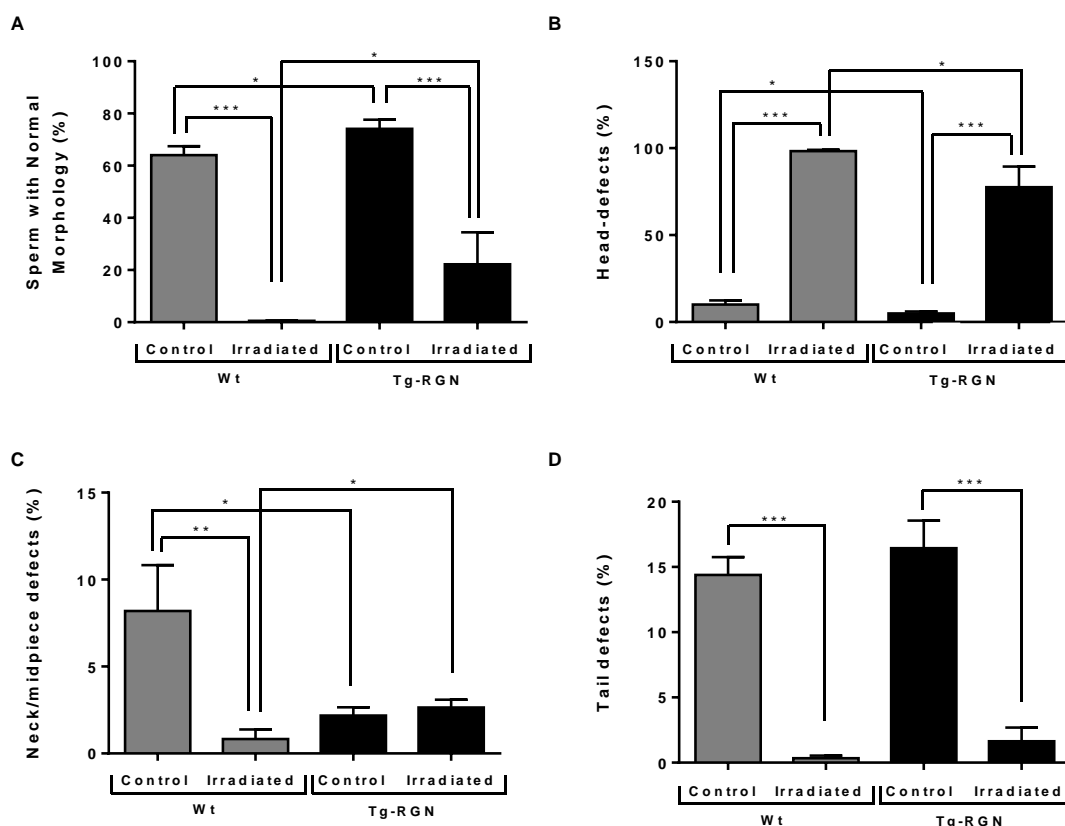 A
Sperm with Normal
Morphology (%)
100
80
60
40
20
0
*
*
***
***
Control Irradiated Control Irradiated
Wt Tg-RGN
B
Head-defects (%)
150
100
50
0
*
*
***
***
Control Irradiated Control Irradiated
Wt Tg-RGN
C
Neck/midpiece defects (%)
15
10
5
0
*
*
**
Control Irradiated Control Irradiated
Wt Tg-RGN
D
Tail defects (%)
20
15
10
5
0
***
***
Control Irradiated Control Irradiated
Wt Tg-RGN